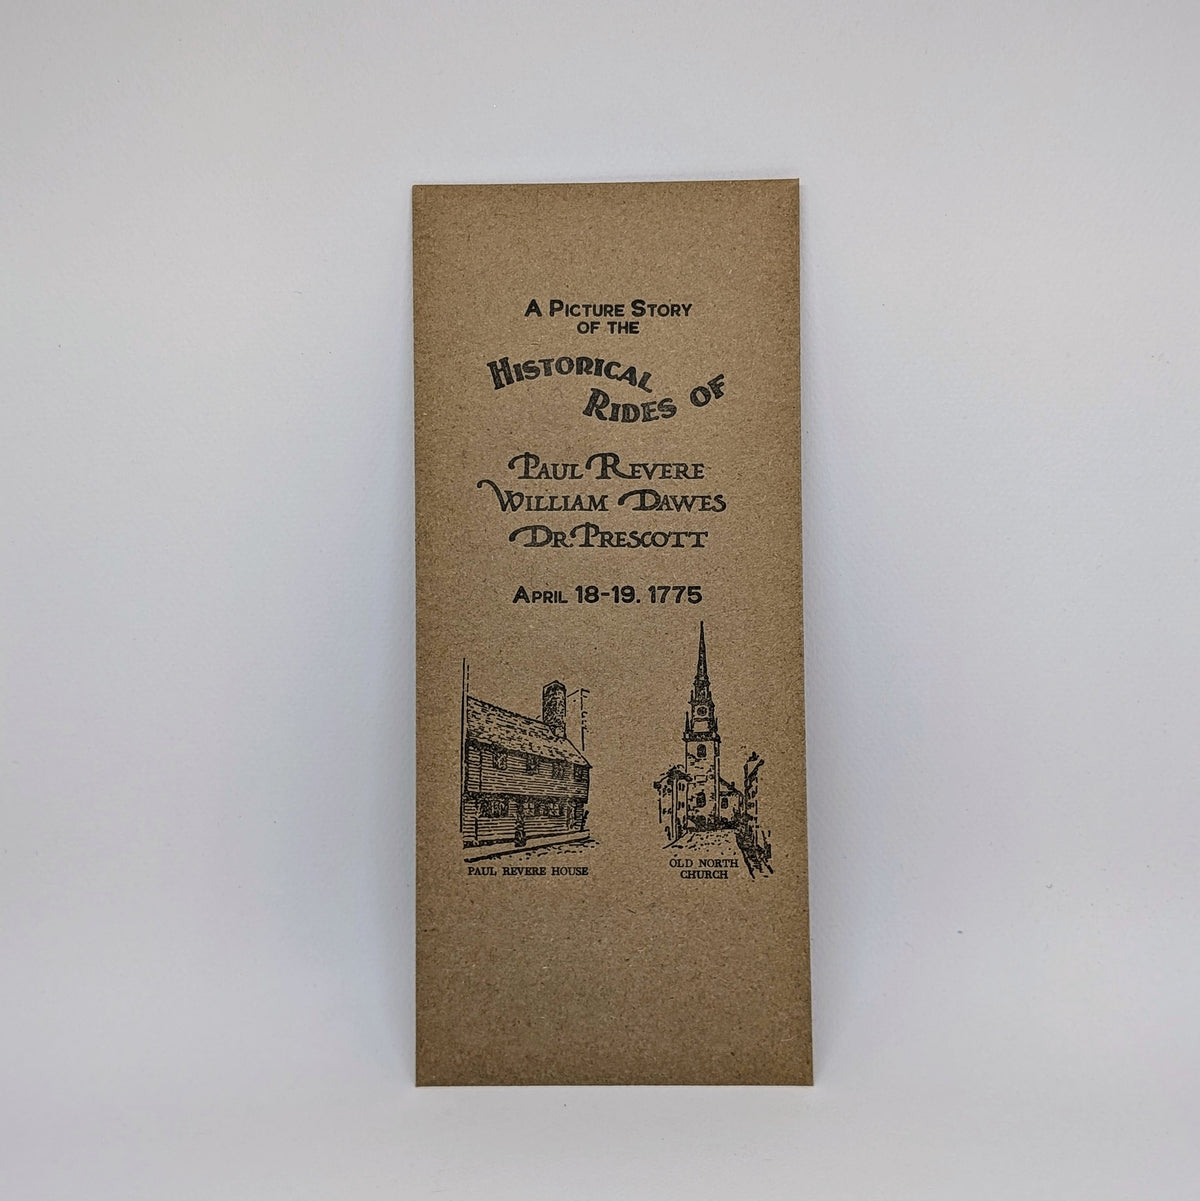 A Picture Story
of the
Historical
Rides of
Paul Revere
William Dawes
Dr. Prescott
April 18-19. 1775
PAUL REVERE HOUSE
OLD NORTH
CHURCH